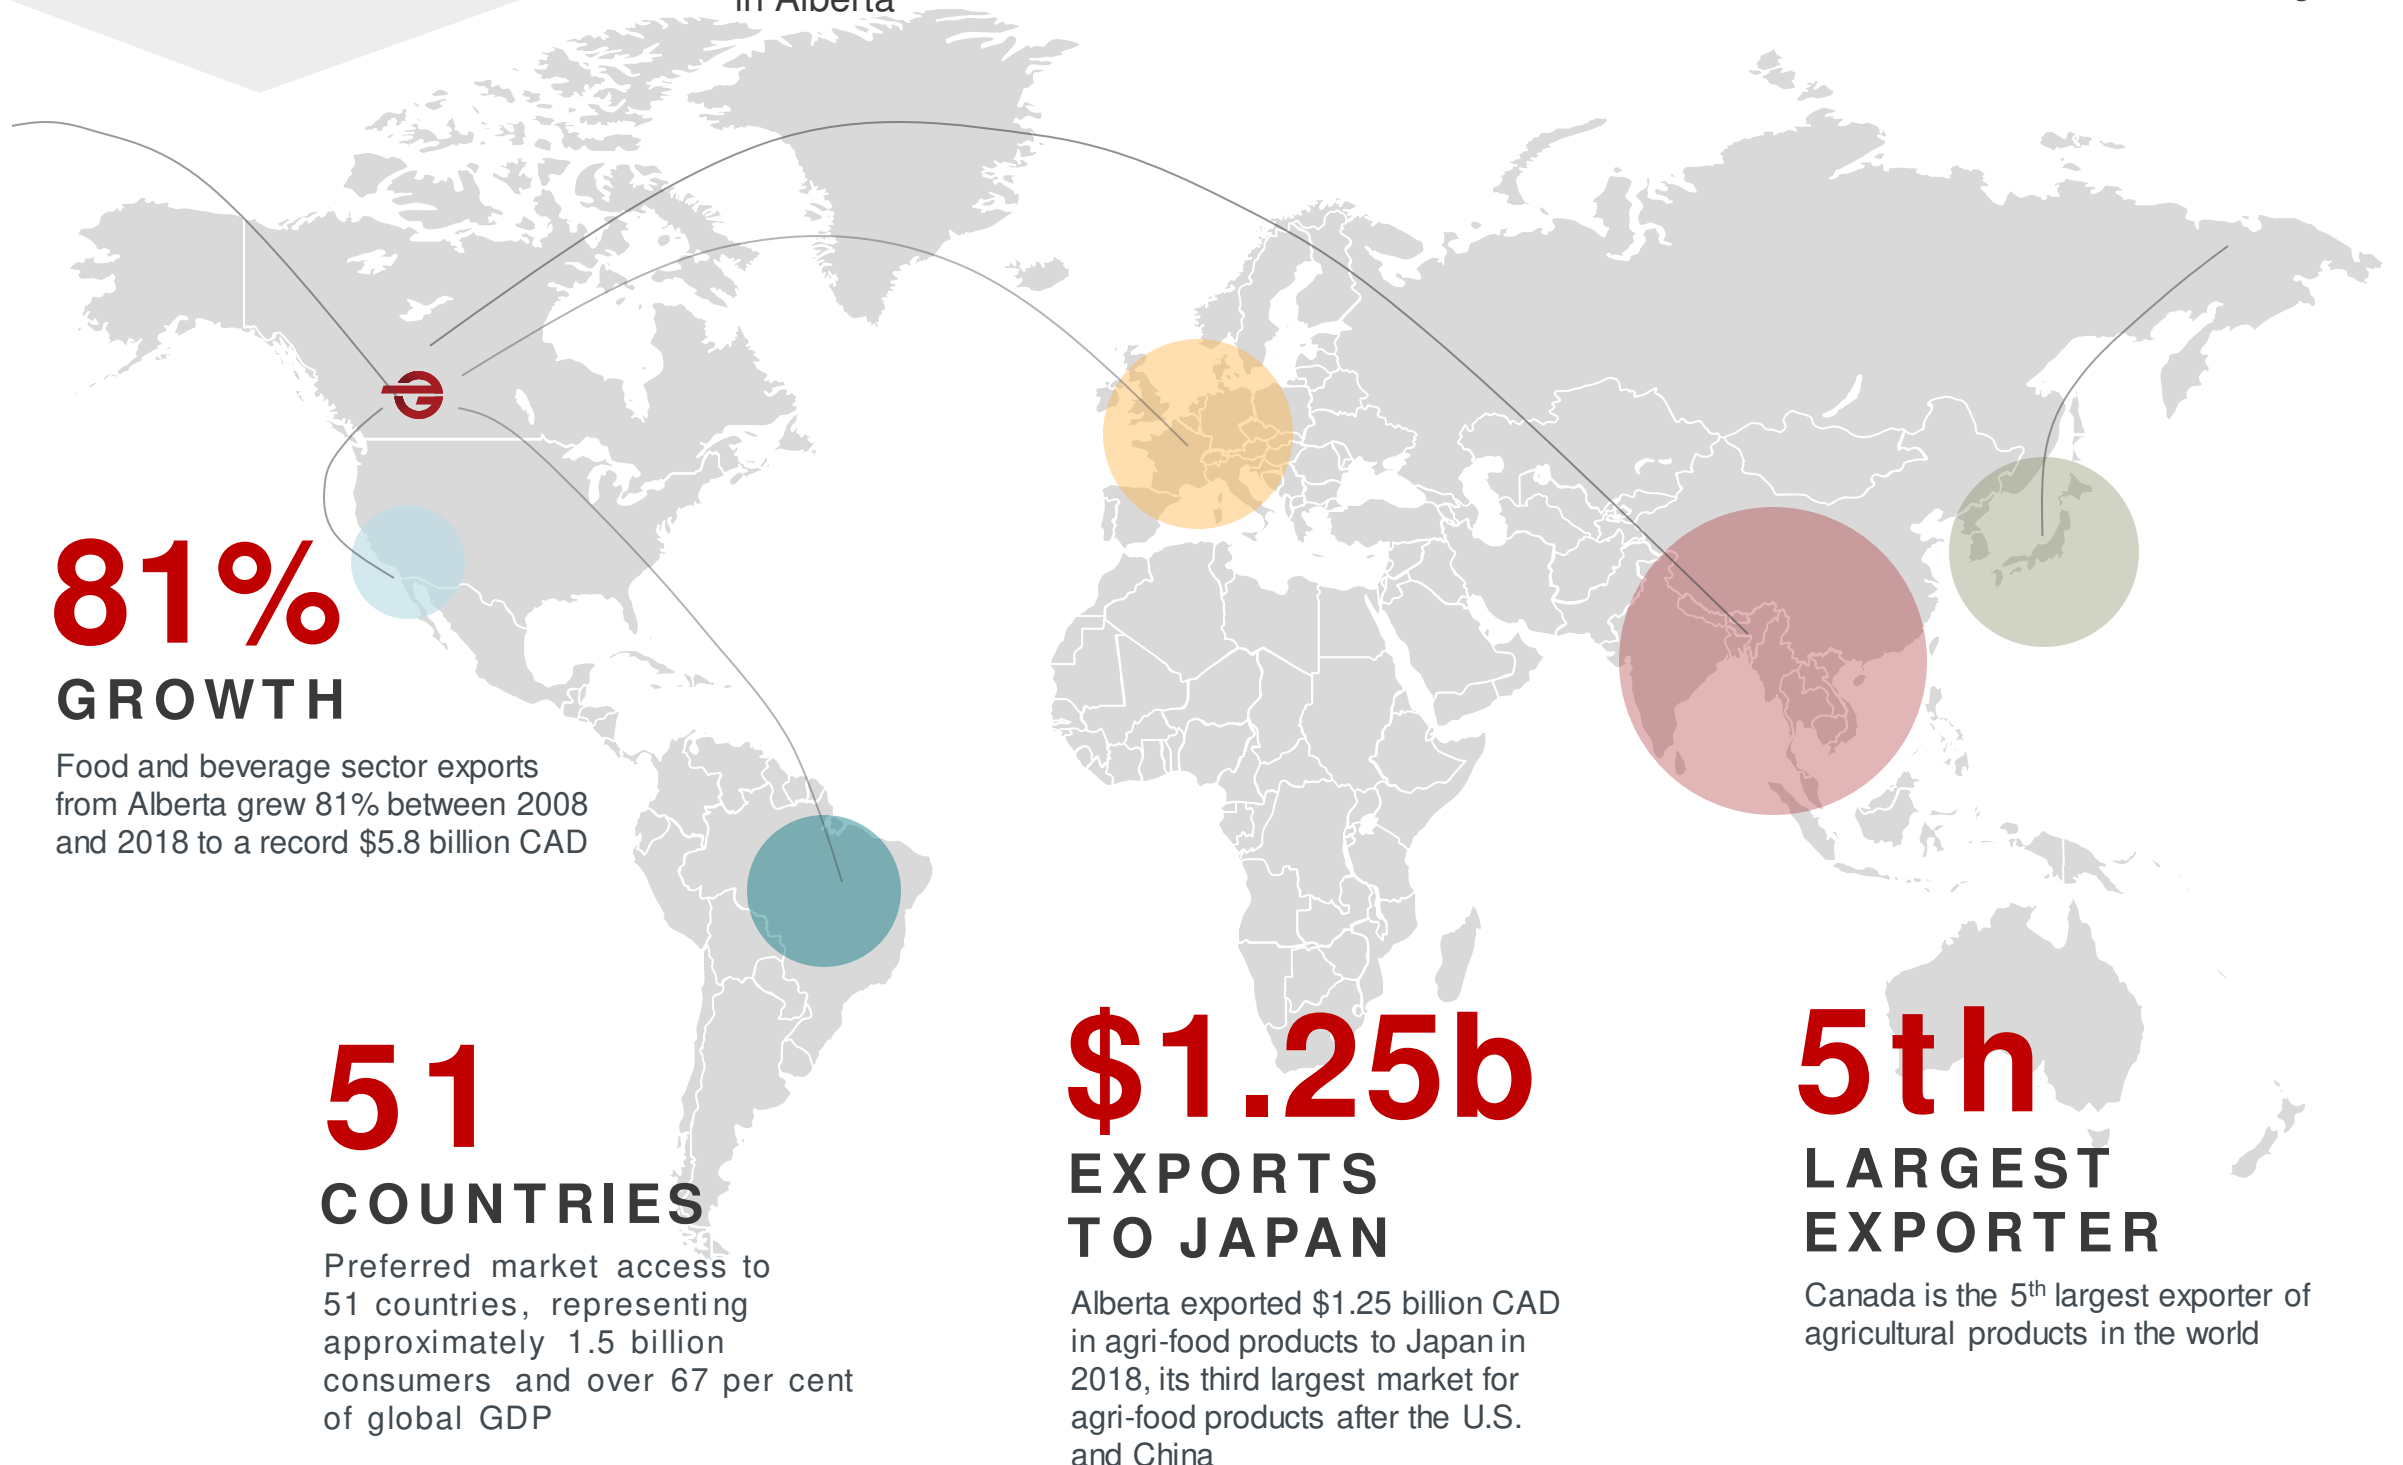 in Alberta
81%
GROWTH
Food and beverage sector exports
from Alberta grew 81% between 2008
and 2018 to a record $5.8 billion CAD
51
COUNTRIES
Preferred market access to
51 countries, representing
approximately 1.5 billion
consumers and over 67 per cent
of global GDP
$1.25b
EXPORTS
TO JAPAN
Alberta exported $1.25 billion CAD
in agri-food products to Japan in
2018, its third largest market for
agri-food products after the U.S.
and China
5th
LARGEST
EXPORTER
Canada is the 5th largest exporter of
agricultural products in the world